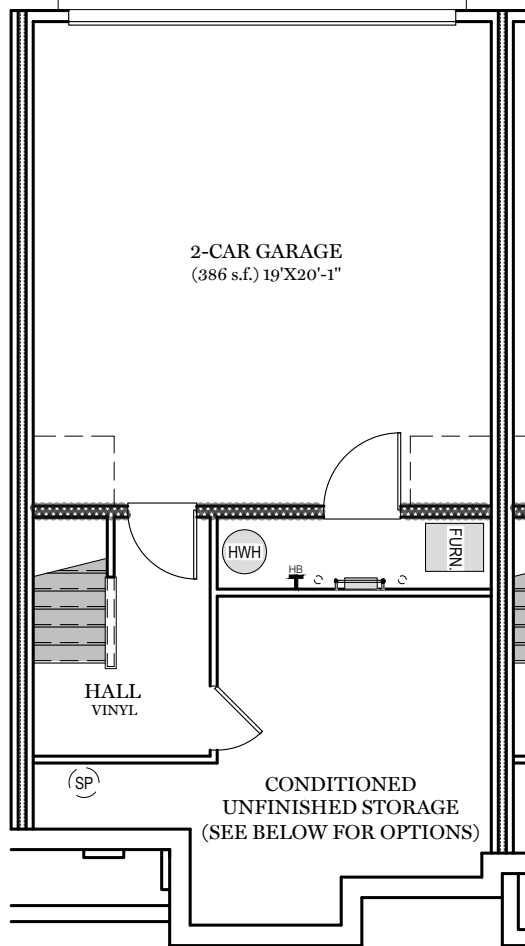 2-CAR GARAGE
(386 s.f.) 19'X20'-1"
HWH
FURN.
HB
HALL
VINYL
SP
CONDITIONED
UNFINISHED STORAGE
(SEE BELOW FOR OPTIONS)